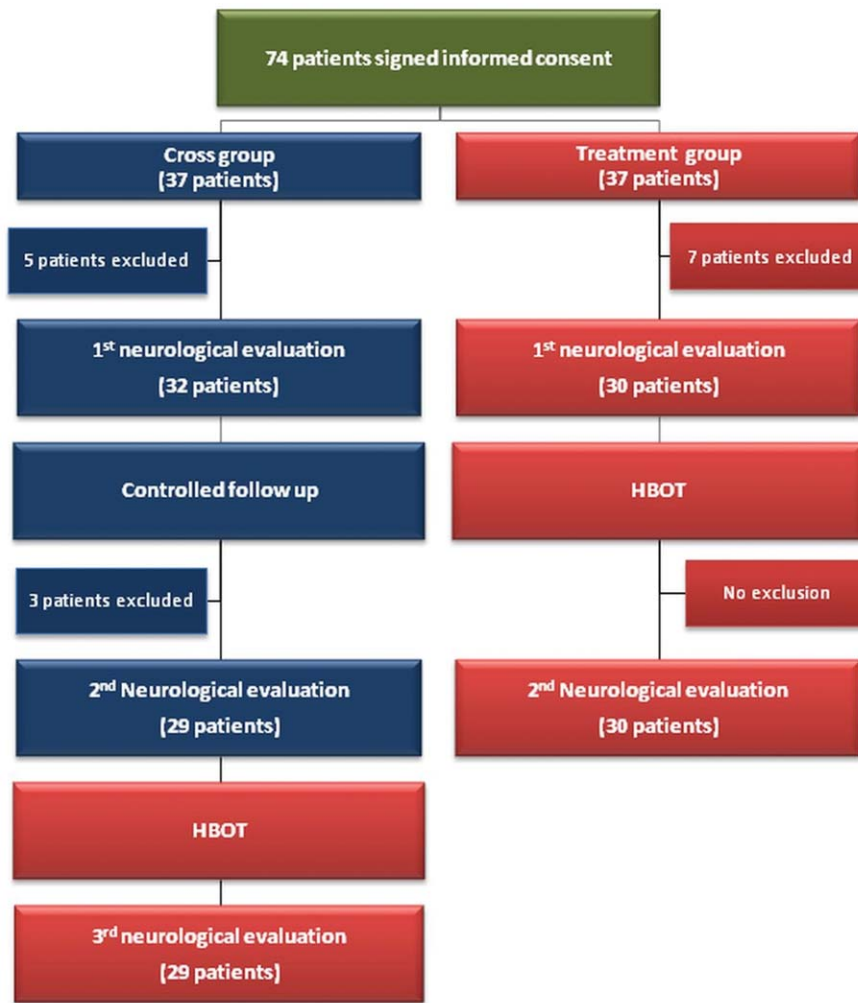 74 patients signed informed consent
Cross group
(37 patients)
5 patients excluded
1st neurological evaluation
(32 patients)
Controlled follow up
3 patients excluded
2nd Neurological evaluation
(29 patients)
HBOT
3rd neurological evaluation
(29 patients)
Treatment group
(37 patients)
7 patients excluded
1st neurological evaluation
(30 patients)
HBOT
No exclusion
2nd Neurological evaluation
(30 patients)